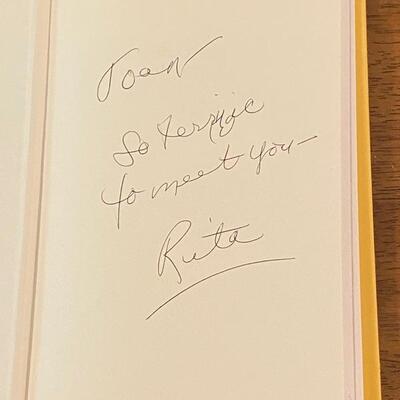 Joan
So terrific
to meet you—
Rita